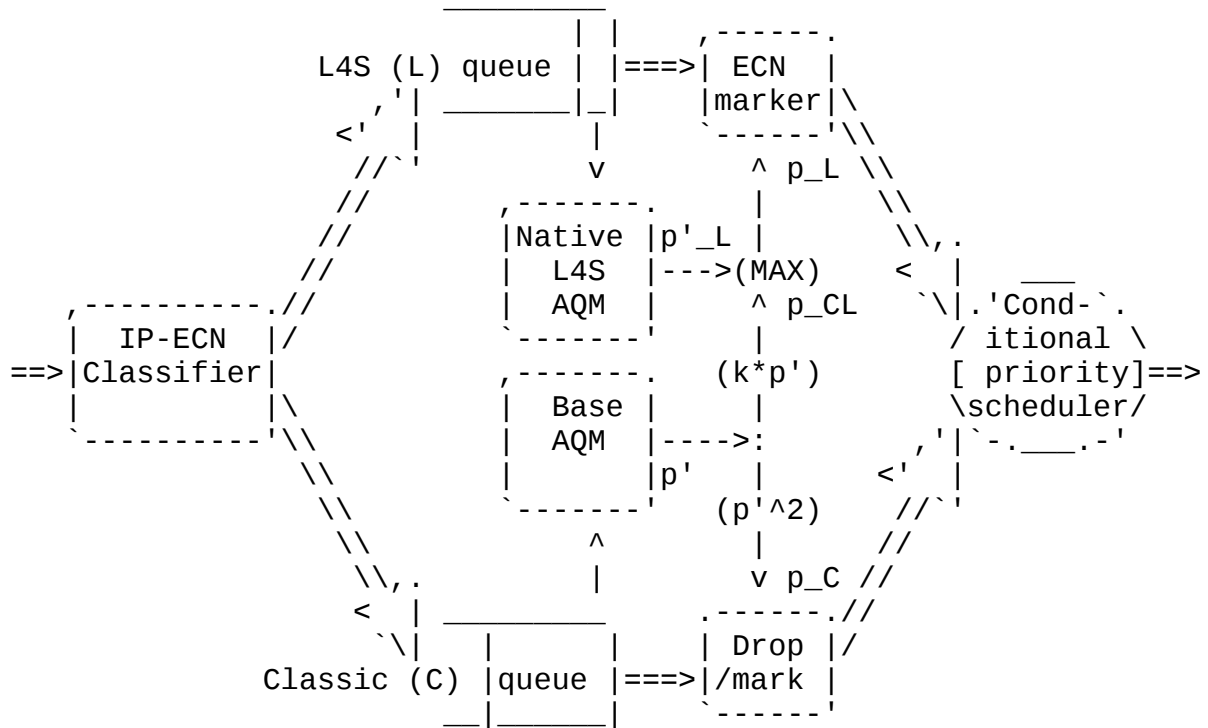 L4S (L) queue ===> ECN
marker
p_L
Native p'_L
L4S --->(MAX)
AQM p_CL Cond-
IP-ECN itional
==>Classifier (k*p') priority ==>
Base scheduler
AQM ---->:
p'
(p'^2)
p_C
Drop
Classic (C) queue ===> /mark